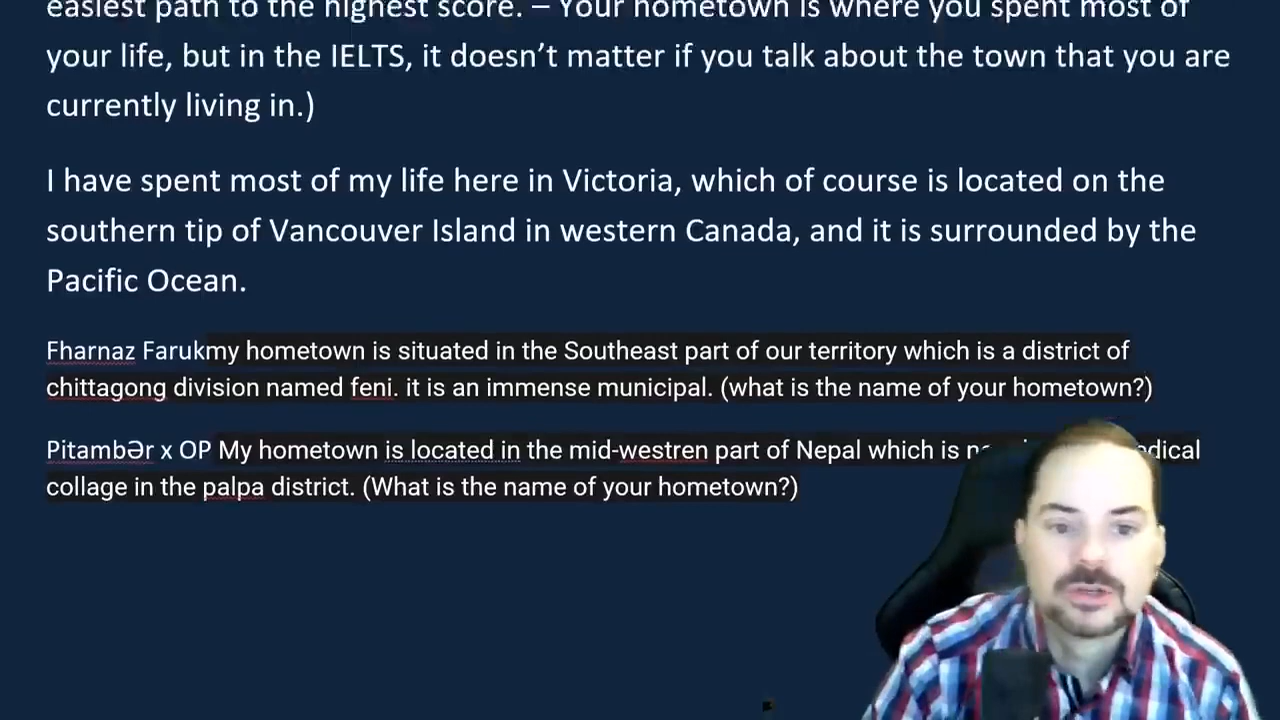 easiest path to the highest score. – Your hometown is where you spent most of
your life, but in the IELTS, it doesn’t matter if you talk about the town that you are
currently living in.)
I have spent most of my life here in Victoria, which of course is located on the
southern tip of Vancouver Island in western Canada, and it is surrounded by the
Pacific Ocean.
Fharnaz Farukmy hometown is situated in the Southeast part of our territory which is a district of
chittagong division named feni. it is an immense municipal. (what is the name of your hometown?)
PitambƏr x OP My hometown is located in the mid-westren part of Nepal which is
collage in the palpa district. (What is the name of your hometown?)